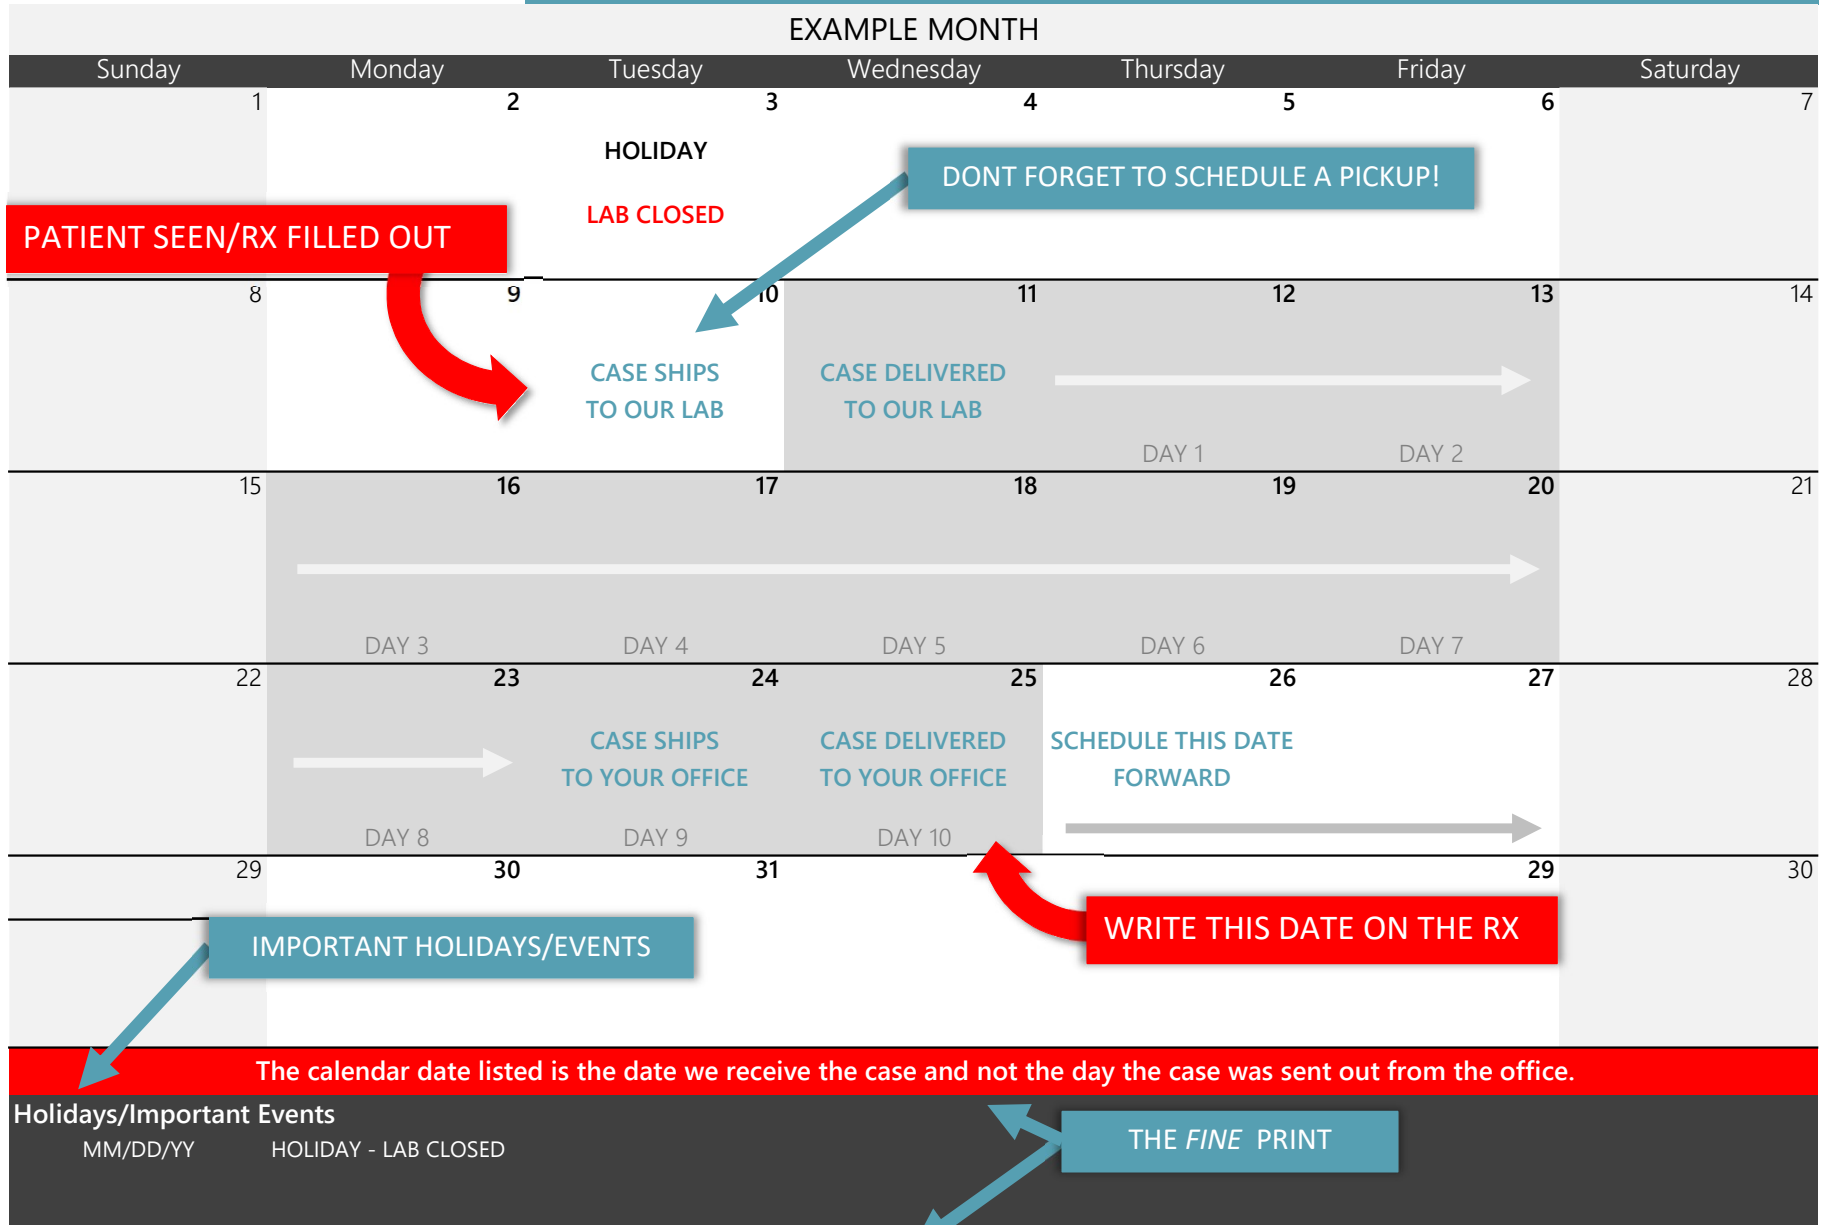 EXAMPLE MONTH
Sunday Monday Tuesday Wednesday Thursday Friday Saturday
1 2 3 4 5 6 7
HOLIDAY
LAB CLOSED
DONT FORGET TO SCHEDULE A PICKUP!
PATIENT SEEN/RX FILLED OUT
8 9 10 11 12 13 14
CASE SHIPS
TO OUR LAB
CASE DELIVERED
TO OUR LAB
DAY 1 DAY 2
15 16 17 18 19 20 21
DAY 3 DAY 4 DAY 5 DAY 6 DAY 7
22 23 24 25 26 27 28
CASE SHIPS
TO YOUR OFFICE
CASE DELIVERED
TO YOUR OFFICE
SCHEDULE THIS DATE
FORWARD
DAY 8 DAY 9 DAY 10
29 30 31 29 30
WRITE THIS DATE ON THE RX
IMPORTANT HOLIDAYS/EVENTS
The calendar date listed is the date we receive the case and not the day the case was sent out from the office.
Holidays/Important Events
MM/DD/YY HOLIDAY - LAB CLOSED
THE FINE PRINT